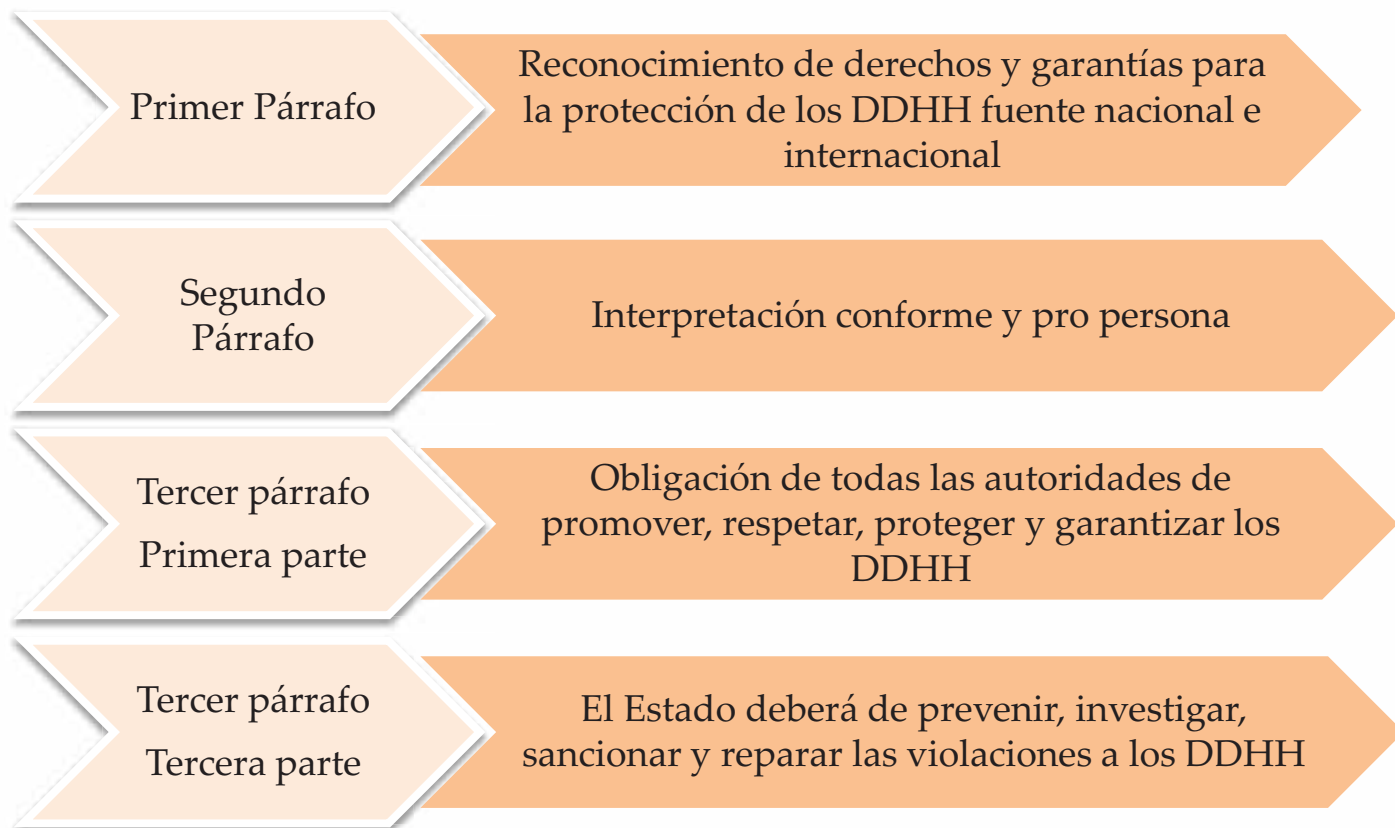 Primer Párrafo
Reconocimiento de derechos y garantías para
la protección de los DDHH fuente nacional e
internacional
Segundo
Párrafo
Interpretación conforme y pro persona
Tercer párrafo
Primera parte
Obligación de todas las autoridades de
promover, respetar, proteger y garantizar los
DDHH
Tercer párrafo
Tercera parte
El Estado deberá de prevenir, investigar,
sancionar y reparar las violaciones a los DDHH